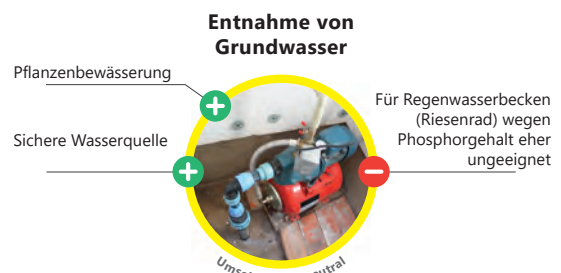 Entnahme von
Grundwasser
Pflanzenbewässerung
Sichere Wasserquelle
Für Regenwasserbecken
(Riesenrad) wegen
Phosphorgehalt eher
ungeeignet